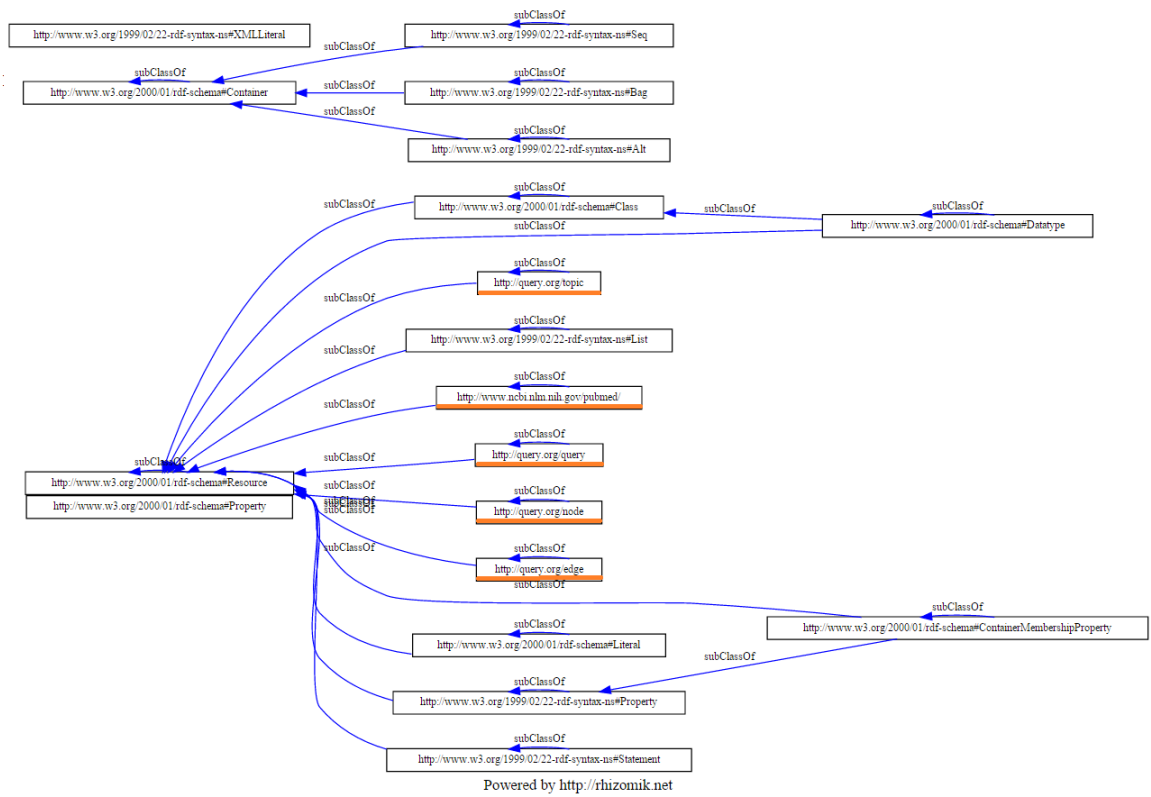 subClassOf
http://www.w3.org/1999/02/22-rdf-syntax-ns#XMLLiteral
http://www.w3.org/1999/02/22-rdf-syntax-ns#Seq
subClassOf
subClassOf
http://www.w3.org/2000/01/rdf-schema#Container
subClassOf
subClassOf
http://www.w3.org/1999/02/22-rdf-syntax-ns#Bag
subClassOf
subClassOf
http://www.w3.org/1999/02/22-rdf-syntax-ns#Alt
subClassOf
http://www.w3.org/2000/01/rdf-schema#Class
subClassOf
subClassOf
http://www.w3.org/2000/01/rdf-schema#Datatype
subClassOf
subClassOf
subClassOf
http://query.org/topic
subClassOf
subClassOf
http://www.w3.org/1999/02/22-rdf-syntax-ns#List
subClassOf
subClassOf
http://www.ncbi.nlm.nih.gov/pubmed/
subClassOf
subClassOf
http://query.org/query
subClassOf
subClassOf
http://www.w3.org/2000/01/rdf-schema#Resource
subClassOf
subClassOf
http://www.w3.org/2000/01/rdf-schema#Property
subClassOf
subClassOf
subClassOf
http://query.org/node
subClassOf
subClassOf
http://query.org/edge
subClassOf
subClassOf
http://www.w3.org/2000/01/rdf-schema#ContainerMembershipProperty
subClassOf
http://www.w3.org/2000/01/rdf-schema#Literal
subClassOf
subClassOf
http://www.w3.org/1999/02/22-rdf-syntax-ns#Property
subClassOf
http://www.w3.org/1999/02/22-rdf-syntax-ns#Statement
Powered by http://rhizomik.net